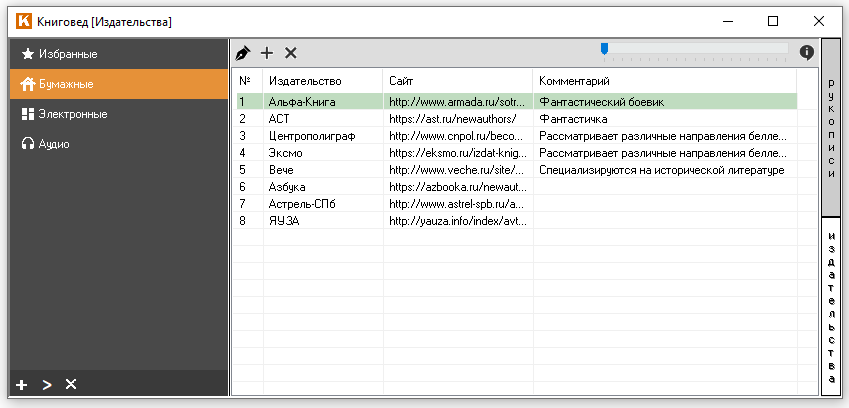 К Книговед [Издательства]
Избранные
Бумажные
Электронные
Аудио
№ Издательство Сайт Комментарий
1 Альфа-Книга http://www.armada.ru/sotr... Фантастический боевик
2 АСТ https://ast.ru/newauthors/ Фантастичка
3 Центрополиграф http://www.cnpol.ru/beco... Рассматривает различные направления белле...
4 Эксмо https://eksmo.ru/izdat-knig... Рассматривает различные направления белле...
5 Вече http://www.veche.ru/site/... Специализируются на исторической литературе
6 Азбука https://azbooka.ru/newaut...
7 Астрель-СПб http://www.astrel-spb.ru/a...
8 ЯУЗА http://yauza.info/index/avt...
рукописи
издательства